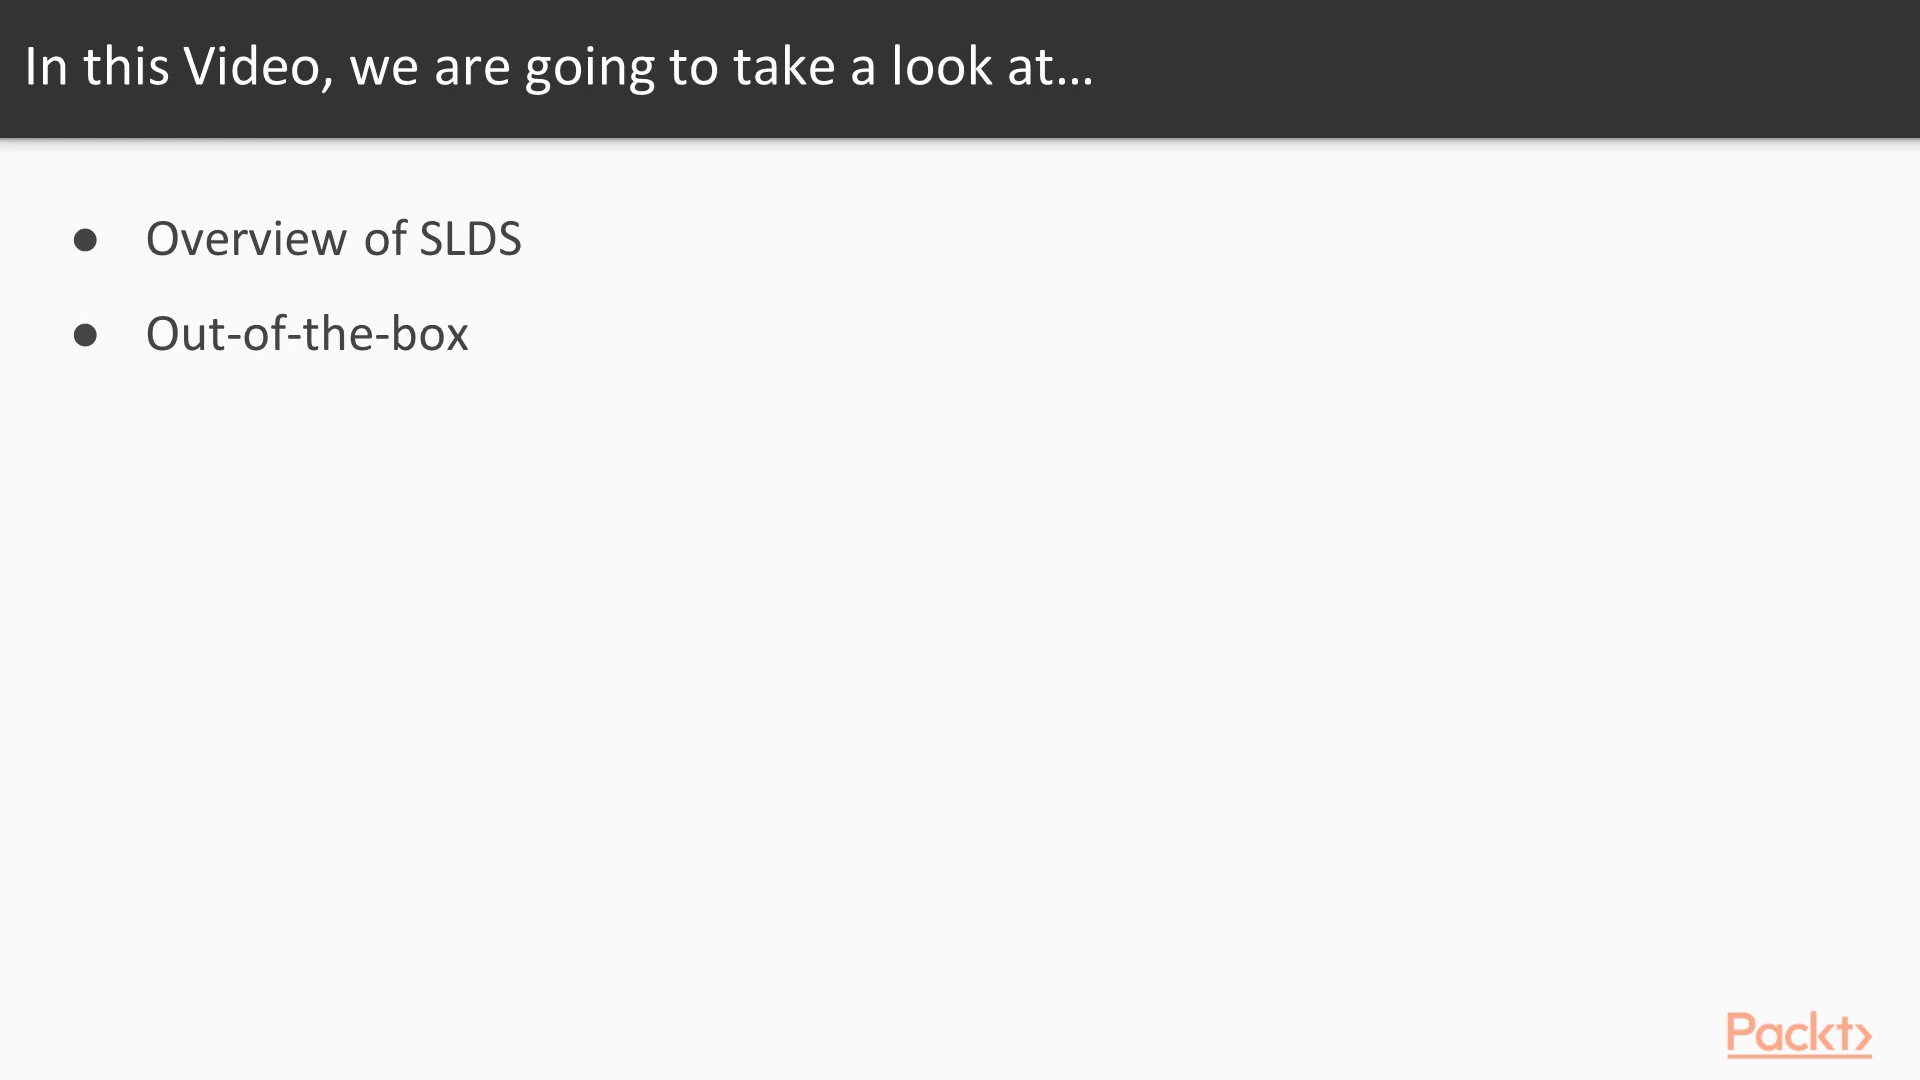 In this Video, we are going to take a look at…
● Overview of SLDS
● Out-of-the-box
Packt>